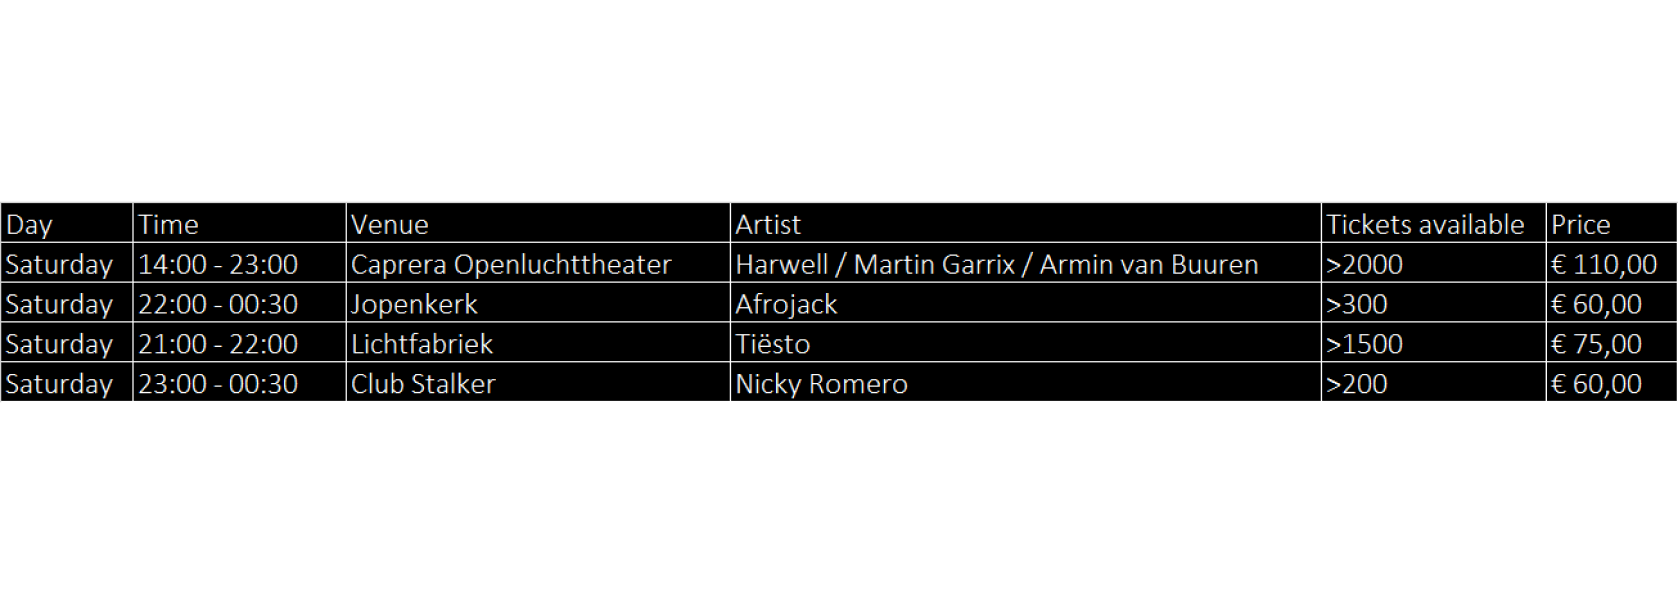 Day Time Venue Artist Tickets available Price
Saturday 14:00 - 23:00 Caprera Openluchttheater Harwell / Martin Garrix / Armin van Buuren >2000 € 110,00
Saturday 22:00 - 00:30 Jopenkerk Afrojack >300 € 60,00
Saturday 21:00 - 22:00 Lichtfabriek Tiësto >1500 € 75,00
Saturday 23:00 - 00:30 Club Stalker Nicky Romero >200 € 60,00